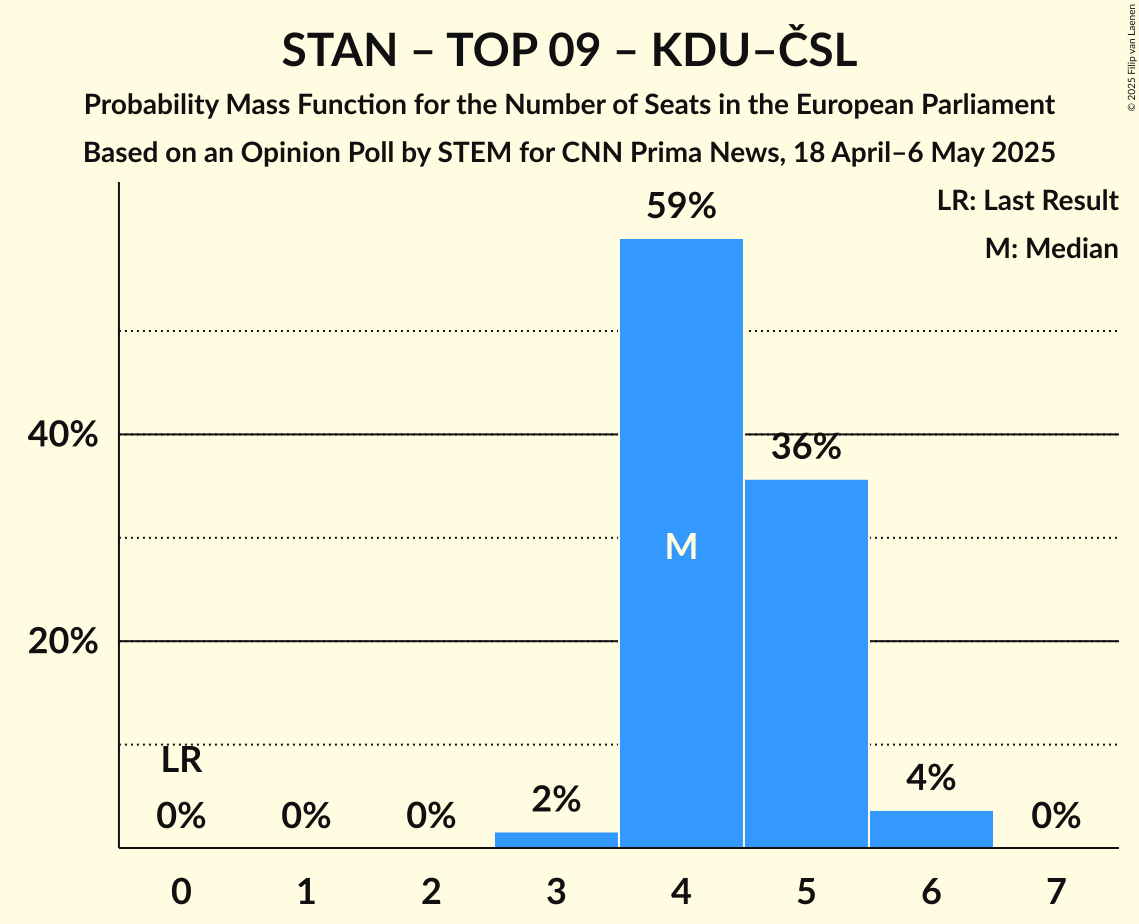 STAN – TOP 09 – KDU–ČSL
Probability Mass Function for the Number of Seats in the European Parliament
Based on an Opinion Poll by STEM for CNN Prima News, 18 April–6 May 2025
© 2025 Filip van Laenen
LR: Last Result
M: Median
59%
40%
36%
M
20%
LR
0%
0%
0%
2%
4%
0%
0
1
2
3
4
5
6
7